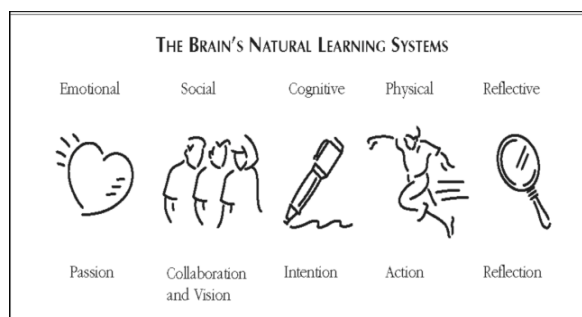 THE BRAIN'S NATURAL LEARNING SYSTEMS
Emotional Social Cognitive Physical Reflective
Passion Collaboration and Vision Intention Action Reflection